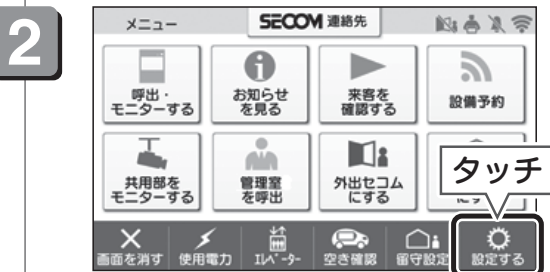 2
メニュー
SECOM 連絡先
呼出・
モニターする
お知らせ
を見る
来客を
確認する
設備予約
共用部を
モニターする
管理室
を呼出
外出セコム
にする
タッチ
画面を消す
使用電力
エレベーター
空き確認
留守設定
設定する